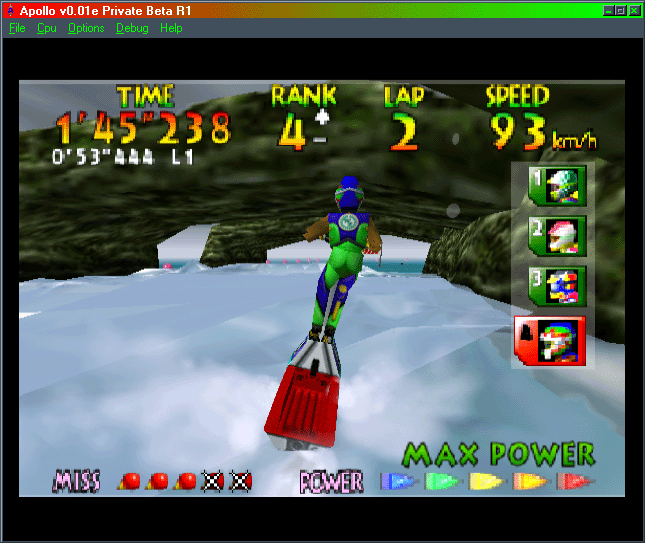 Apollo v0.01e Private Beta R1
File Cpu Options Debug Help
TIME RANK LAP SPEED
1'45"238 4 + - 2 93 km/h
0'53"444 L1
1
2
3
4
MAX POWER
MISS POWER